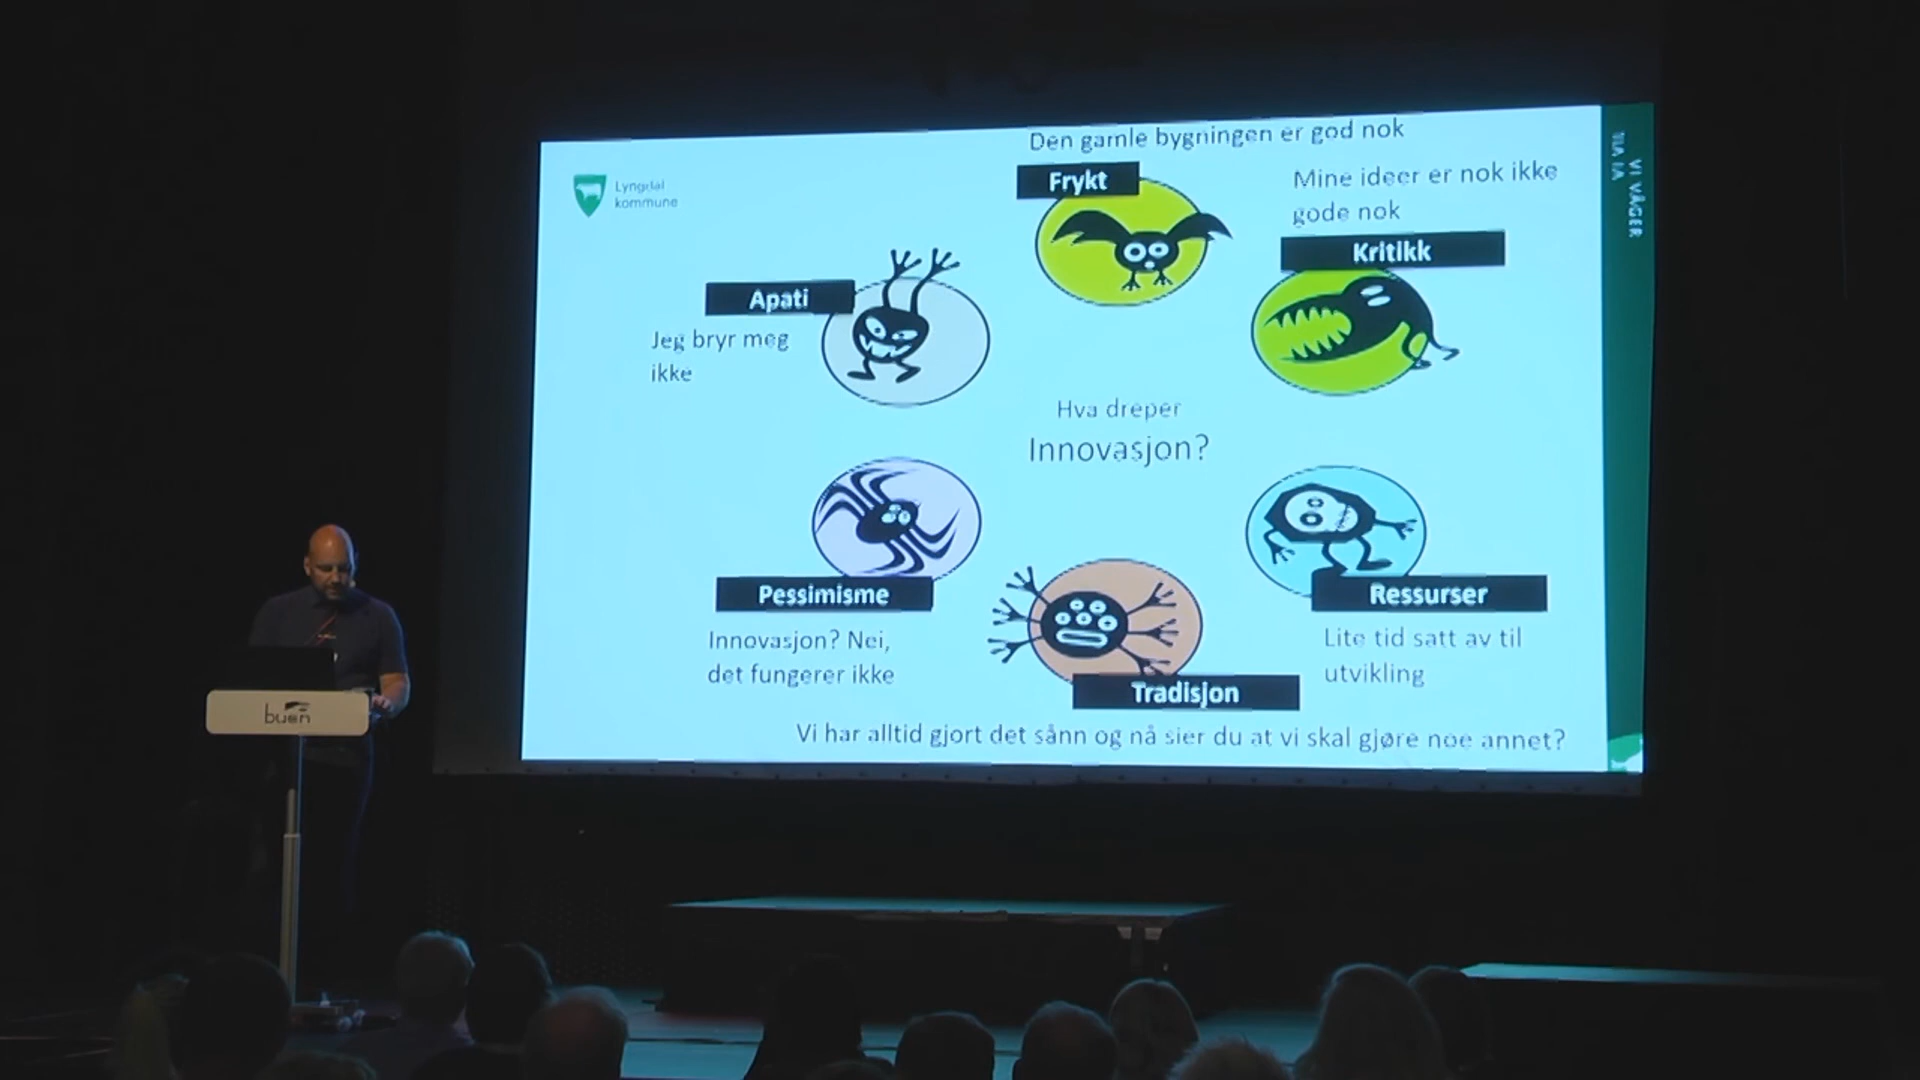 Den gamle bygningen er god nok
Frykt
Mine ideer er nok ikke
gode nok
Kritikk
Lyngdal
kommune
Apati
Jeg bryr meg
ikke
Hva dreper
Innovasjon?
Pessimisme
Innovasjon? Nei,
det fungerer ikke
Ressurser
Lite tid satt av til
utvikling
Tradisjon
Vi har alltid gjort det sånn og nå sier du at vi skal gjøre noe annet?
VI VÅGER
buen